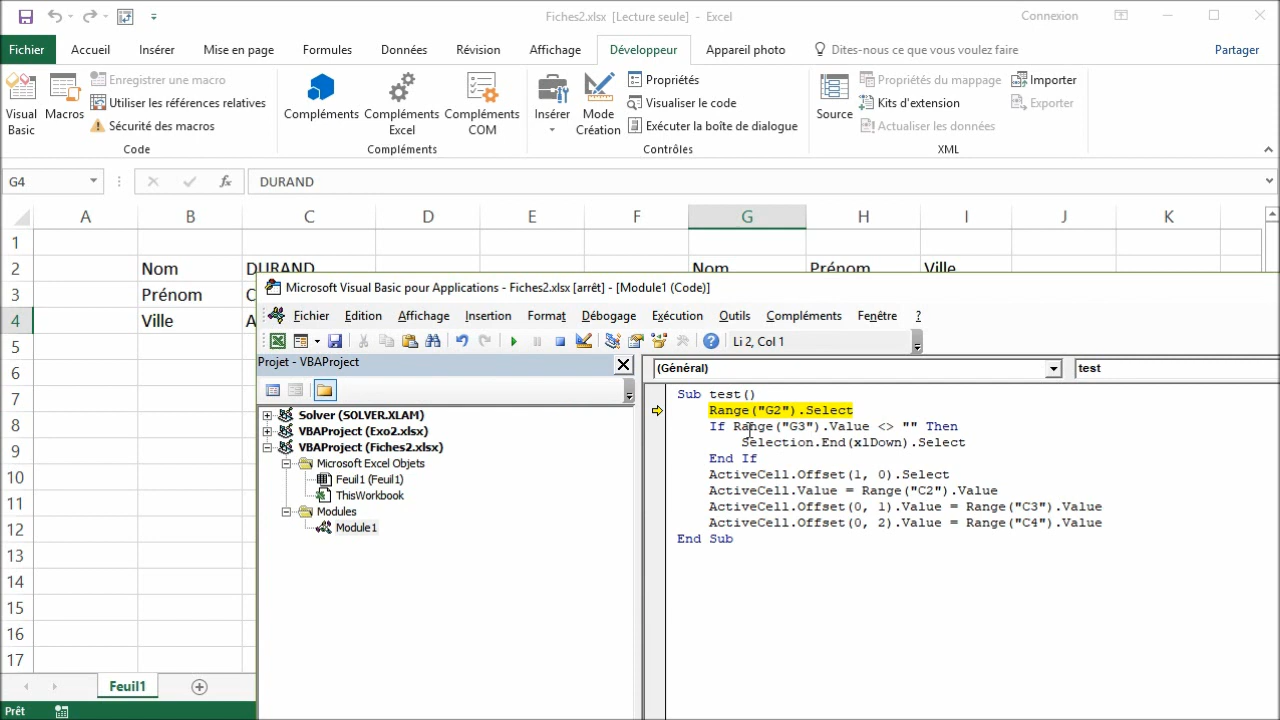 Fiches2.xlsx [Lecture seule] - Excel
Connexion
Fichier Accueil Insérer Mise en page Formules Données Révision Affichage Développeur Appareil photo Dites-nous ce que vous voulez faire Partager
Visual Basic
Macros
Enregistrer une macro
Utiliser les références relatives
Sécurité des macros
Code
Compléments
Compléments Excel
Compléments COM
Compléments
Insérer
Mode Création
Propriétés
Visualiser le code
Exécuter la boîte de dialogue
Contrôles
Source
Propriétés du mappage
Kits d'extension
Actualiser les données
Importer
Exporter
XML
G4 fx DURAND
A B C D E F G H I J K
1
2 Nom DURAND Nom Prénom Ville
3 Prénom
4 Ville
5
6
7
8
9
10
11
12
13
14
15
16
17
Microsoft Visual Basic pour Applications - Fiches2.xlsx [arrêt] - [Module1 (Code)]
Fichier Edition Affichage Insertion Format Débogage Exécution Outils Compléments Fenêtre ?
Li 2, Col 1
Projet - VBAProject
Solver (SOLVER.XLAM)
VBAProject (Exo2.xlsx)
VBAProject (Fiches2.xlsx)
Microsoft Excel Objets
Feuil1 (Feuil1)
ThisWorkbook
Modules
Module1
(Général) test
Sub test()
Range("G2").Select
If Range("G3").Value <> "" Then
Selection.End(xlDown).Select
End If
ActiveCell.Offset(1, 0).Select
ActiveCell.Value = Range("C2").Value
ActiveCell.Offset(0, 1).Value = Range("C3").Value
ActiveCell.Offset(0, 2).Value = Range("C4").Value
End Sub
Feuil1
Prêt